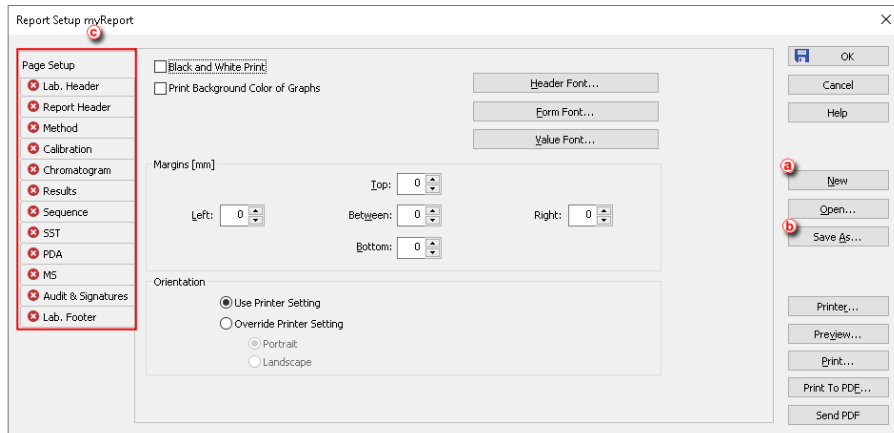 Report Setup myReport
c
Page Setup
Lab. Header
Report Header
Method
Calibration
Chromatogram
Results
Sequence
SST
PDA
MS
Audit & Signatures
Lab. Footer
Black and White Print
Print Background Color of Graphs
Header Font...
Form Font...
Value Font...
Margins [mm]
Top: 0
Left: 0 Between: 0 Right: 0
Bottom: 0
Orientation
Use Printer Setting
Override Printer Setting
Portrait
Landscape
OK
Cancel
Help
a
New
Open...
b
Save As...
Printer...
Preview...
Print...
Print To PDF...
Send PDF